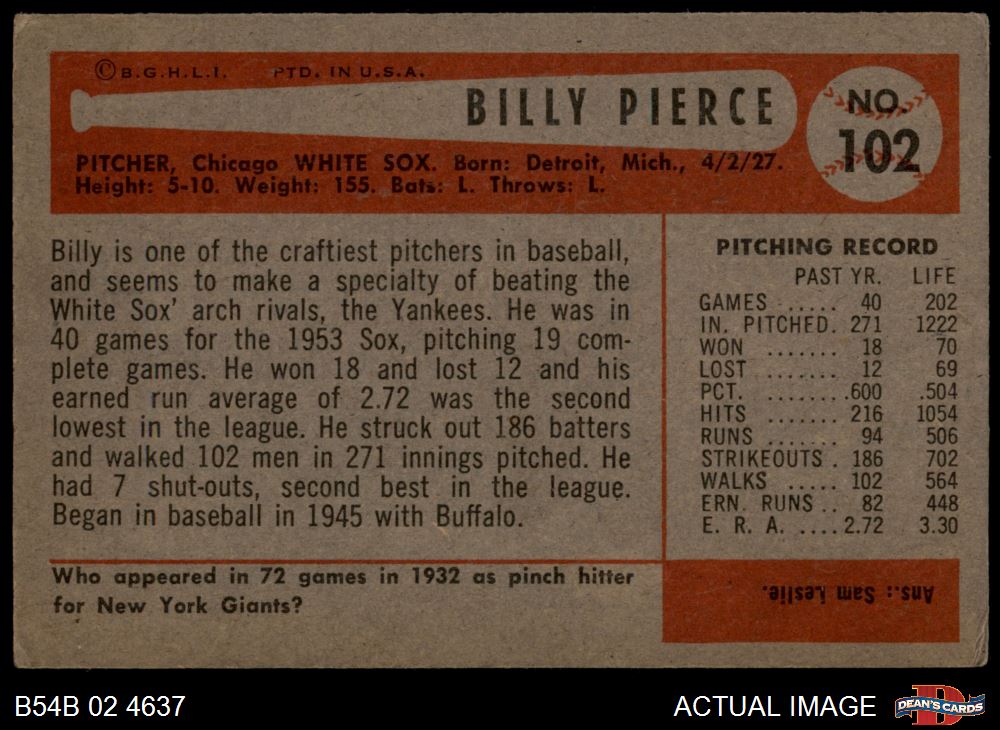 ©B.G.H.L.I. PTD. IN U.S.A.
BILLY PIERCE
NO.
102
PITCHER, Chicago WHITE SOX. Born: Detroit, Mich., 4/2/27.
Height: 5-10. Weight: 155. Bats: L. Throws: L.
Billy is one of the craftiest pitchers in baseball,
and seems to make a specialty of beating the
White Sox' arch rivals, the Yankees. He was in
40 games for the 1953 Sox, pitching 19 com-
plete games. He won 18 and lost 12 and his
earned run average of 2.72 was the second
lowest in the league. He struck out 186 batters
and walked 102 men in 271 innings pitched. He
had 7 shut-outs, second best in the league.
Began in baseball in 1945 with Buffalo.
PITCHING RECORD
PAST YR. LIFE
GAMES ..... 40 202
IN. PITCHED. 271 1222
WON ....... 18 70
LOST ....... 12 69
PCT. ....... .600 .504
HITS ....... 216 1054
RUNS ....... 94 506
STRIKEOUTS . 186 702
WALKS ..... 102 564
ERN. RUNS .. 82 448
E. R. A. .... 2.72 3.30
Who appeared in 72 games in 1932 as pinch hitter
for New York Giants?
Ans.: Sam Leslie.
B54B 02 4637
ACTUAL IMAGE
D
DEAN'S CARDS